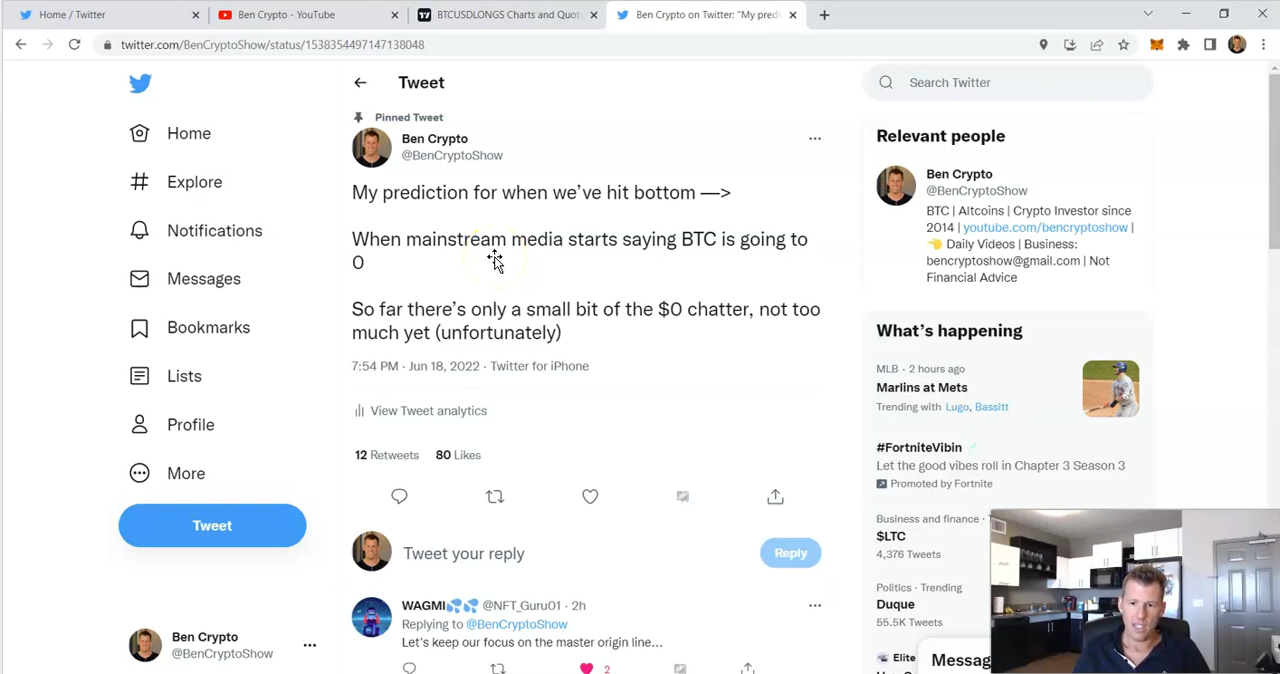 Home / Twitter
Ben Crypto - YouTube
BTCUSDLONGS Charts and Quot
Ben Crypto on Twitter: "My predi
twitter.com/BenCryptoShow/status/1538354497147138048
Tweet
Search Twitter
Home
Explore
Notifications
Messages
Bookmarks
Lists
Profile
More
Tweet
Ben Crypto
@BenCryptoShow
Pinned Tweet
Ben Crypto
@BenCryptoShow
My prediction for when we've hit bottom —>
When mainstream media starts saying BTC is going to
0
So far there's only a small bit of the $0 chatter, not too
much yet (unfortunately)
7:54 PM · Jun 18, 2022 · Twitter for iPhone
View Tweet analytics
12 Retweets 80 Likes
Tweet your reply
Reply
WAGMI💦💦 @NFT_Guru01 · 2h
Replying to @BenCryptoShow
Let's keep our focus on the master origin line...
2
Relevant people
Ben Crypto
@BenCryptoShow
BTC | Altcoins | Crypto Investor since
2014 | youtube.com/bencryptoshow |
👈 Daily Videos | Business:
bencryptoshow@gmail.com | Not
Financial Advice
What's happening
MLB · 2 hours ago
Marlins at Mets
Trending with Lugo, Bassitt
#FortniteVibin
Let the good vibes roll in Chapter 3 Season 3
Promoted by Fortnite
Business and finance ·
$LTC
4,376 Tweets
Politics · Trending
Duque
55.5K Tweets
Elite
Messag